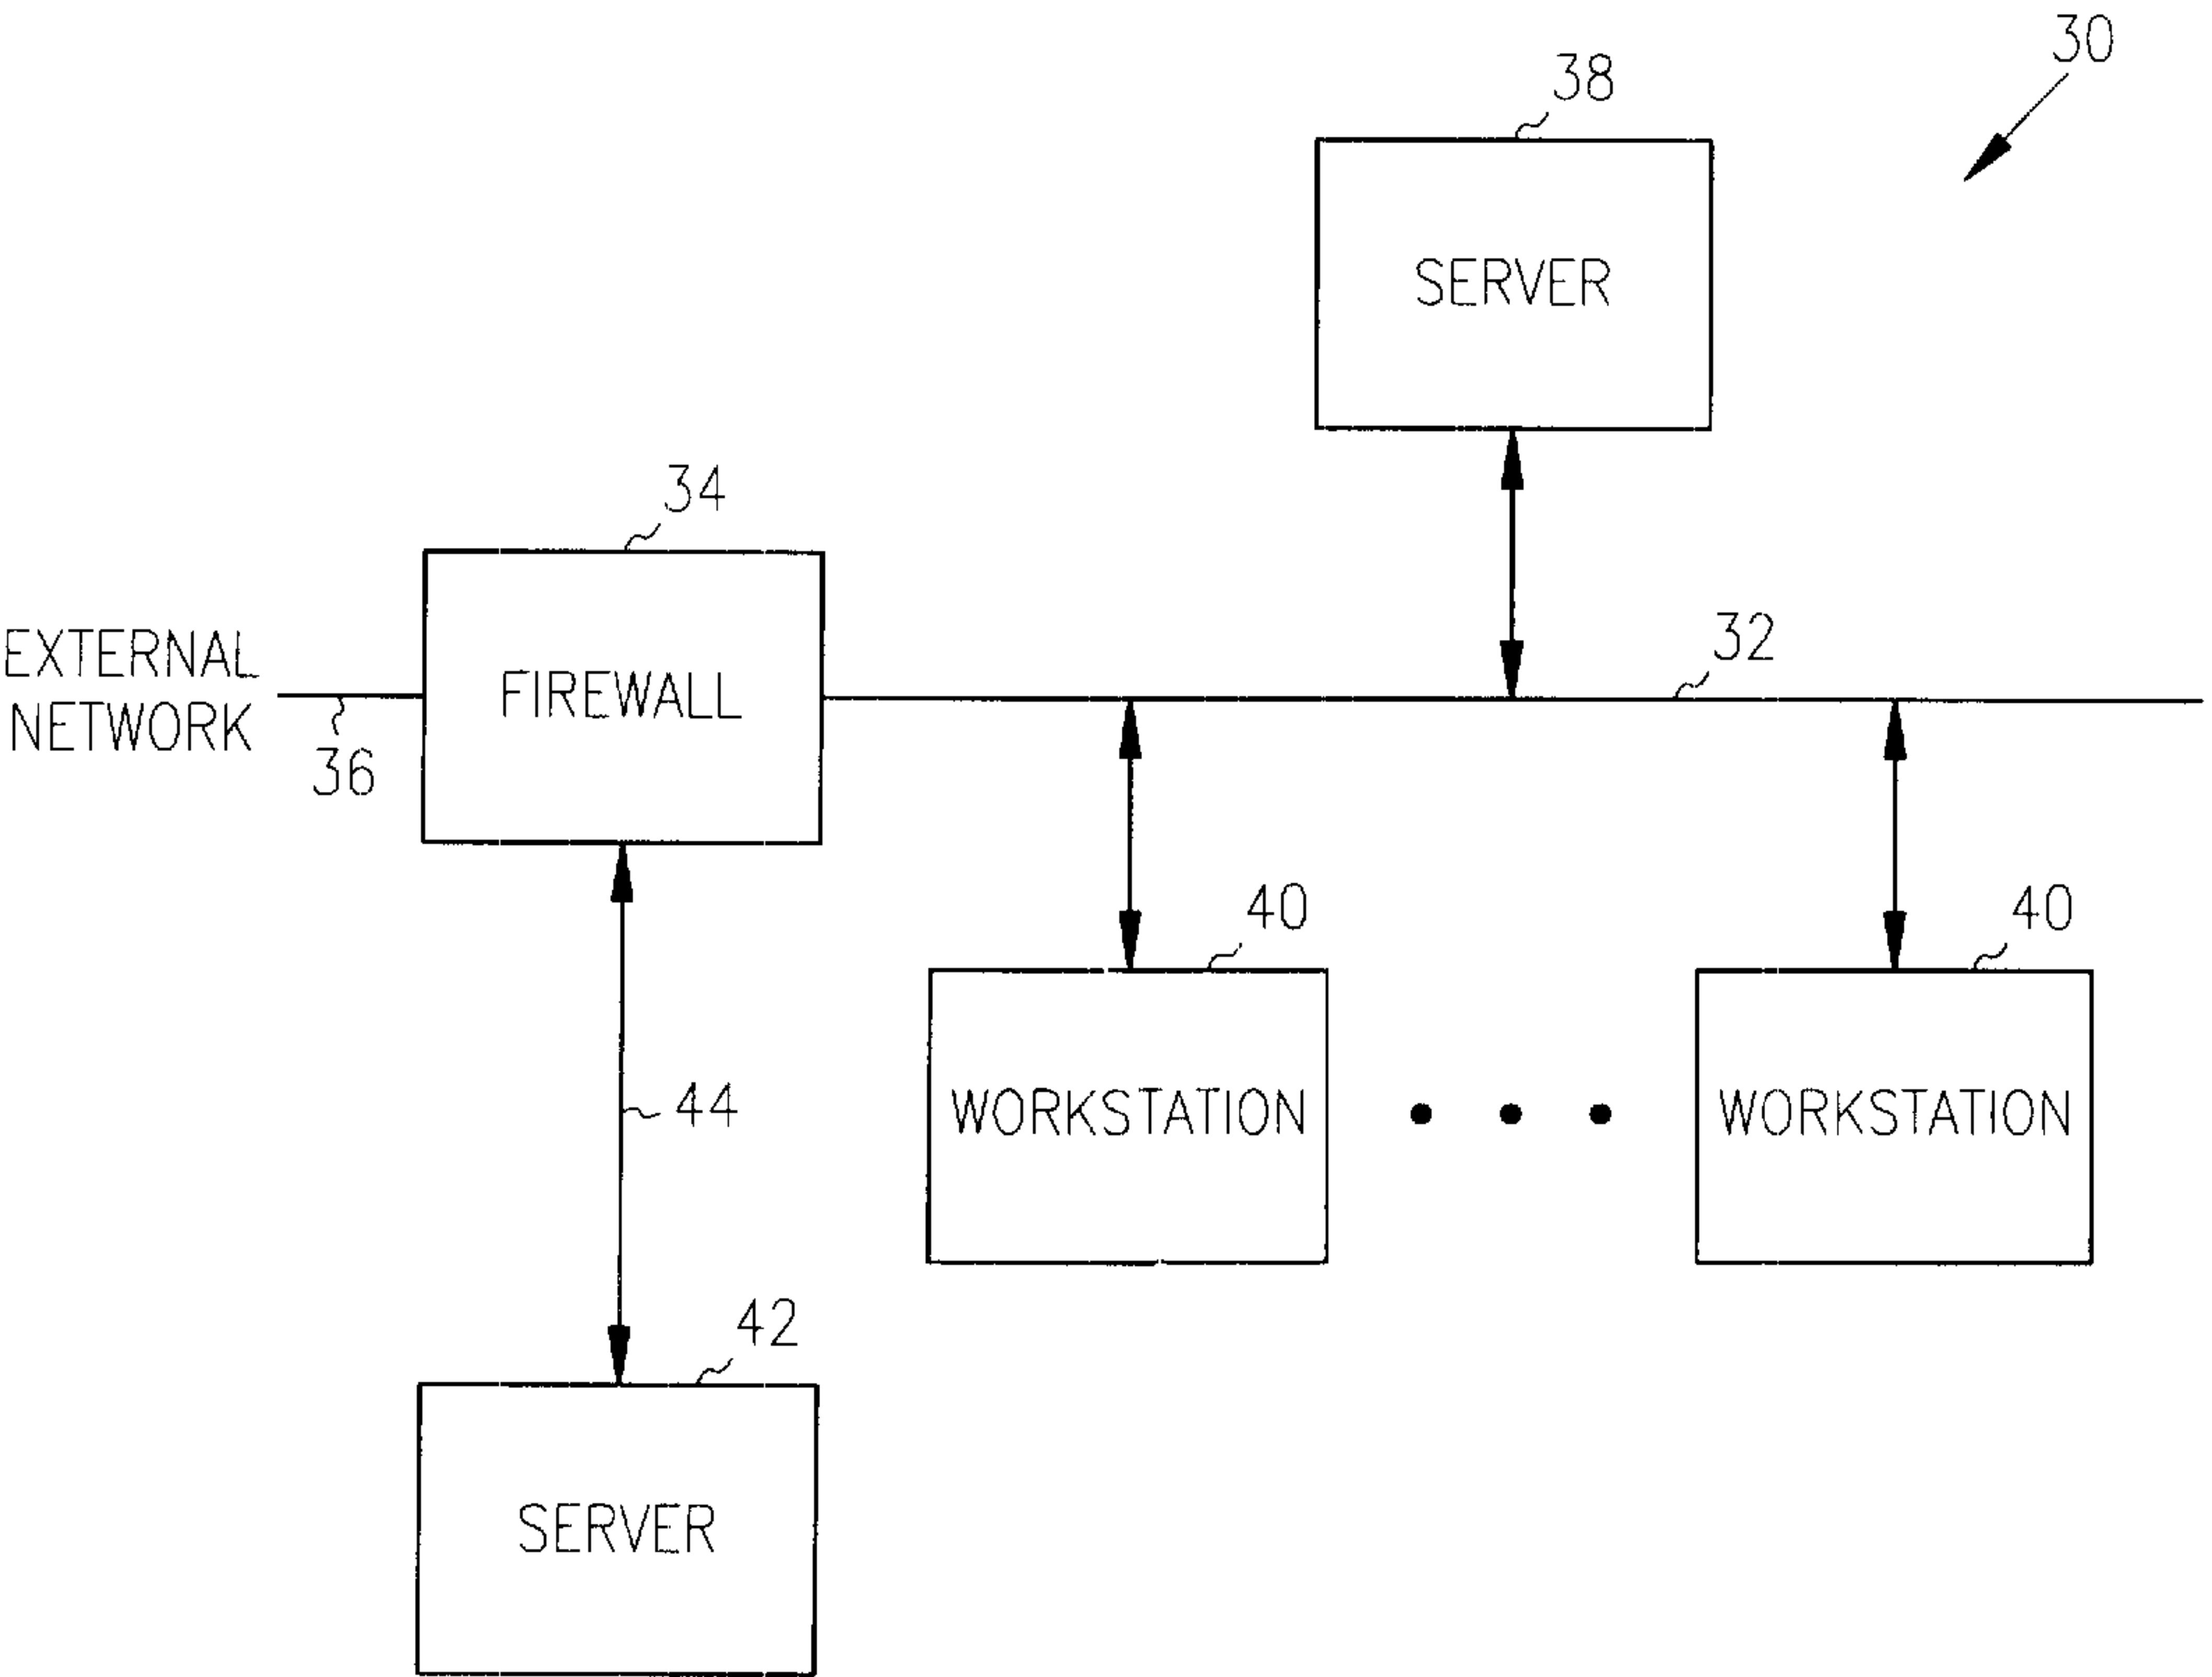 30
38
SERVER
34
32
EXTERNAL
NETWORK
FIREWALL
36
40
40
44
WORKSTATION
WORKSTATION
42
SERVER